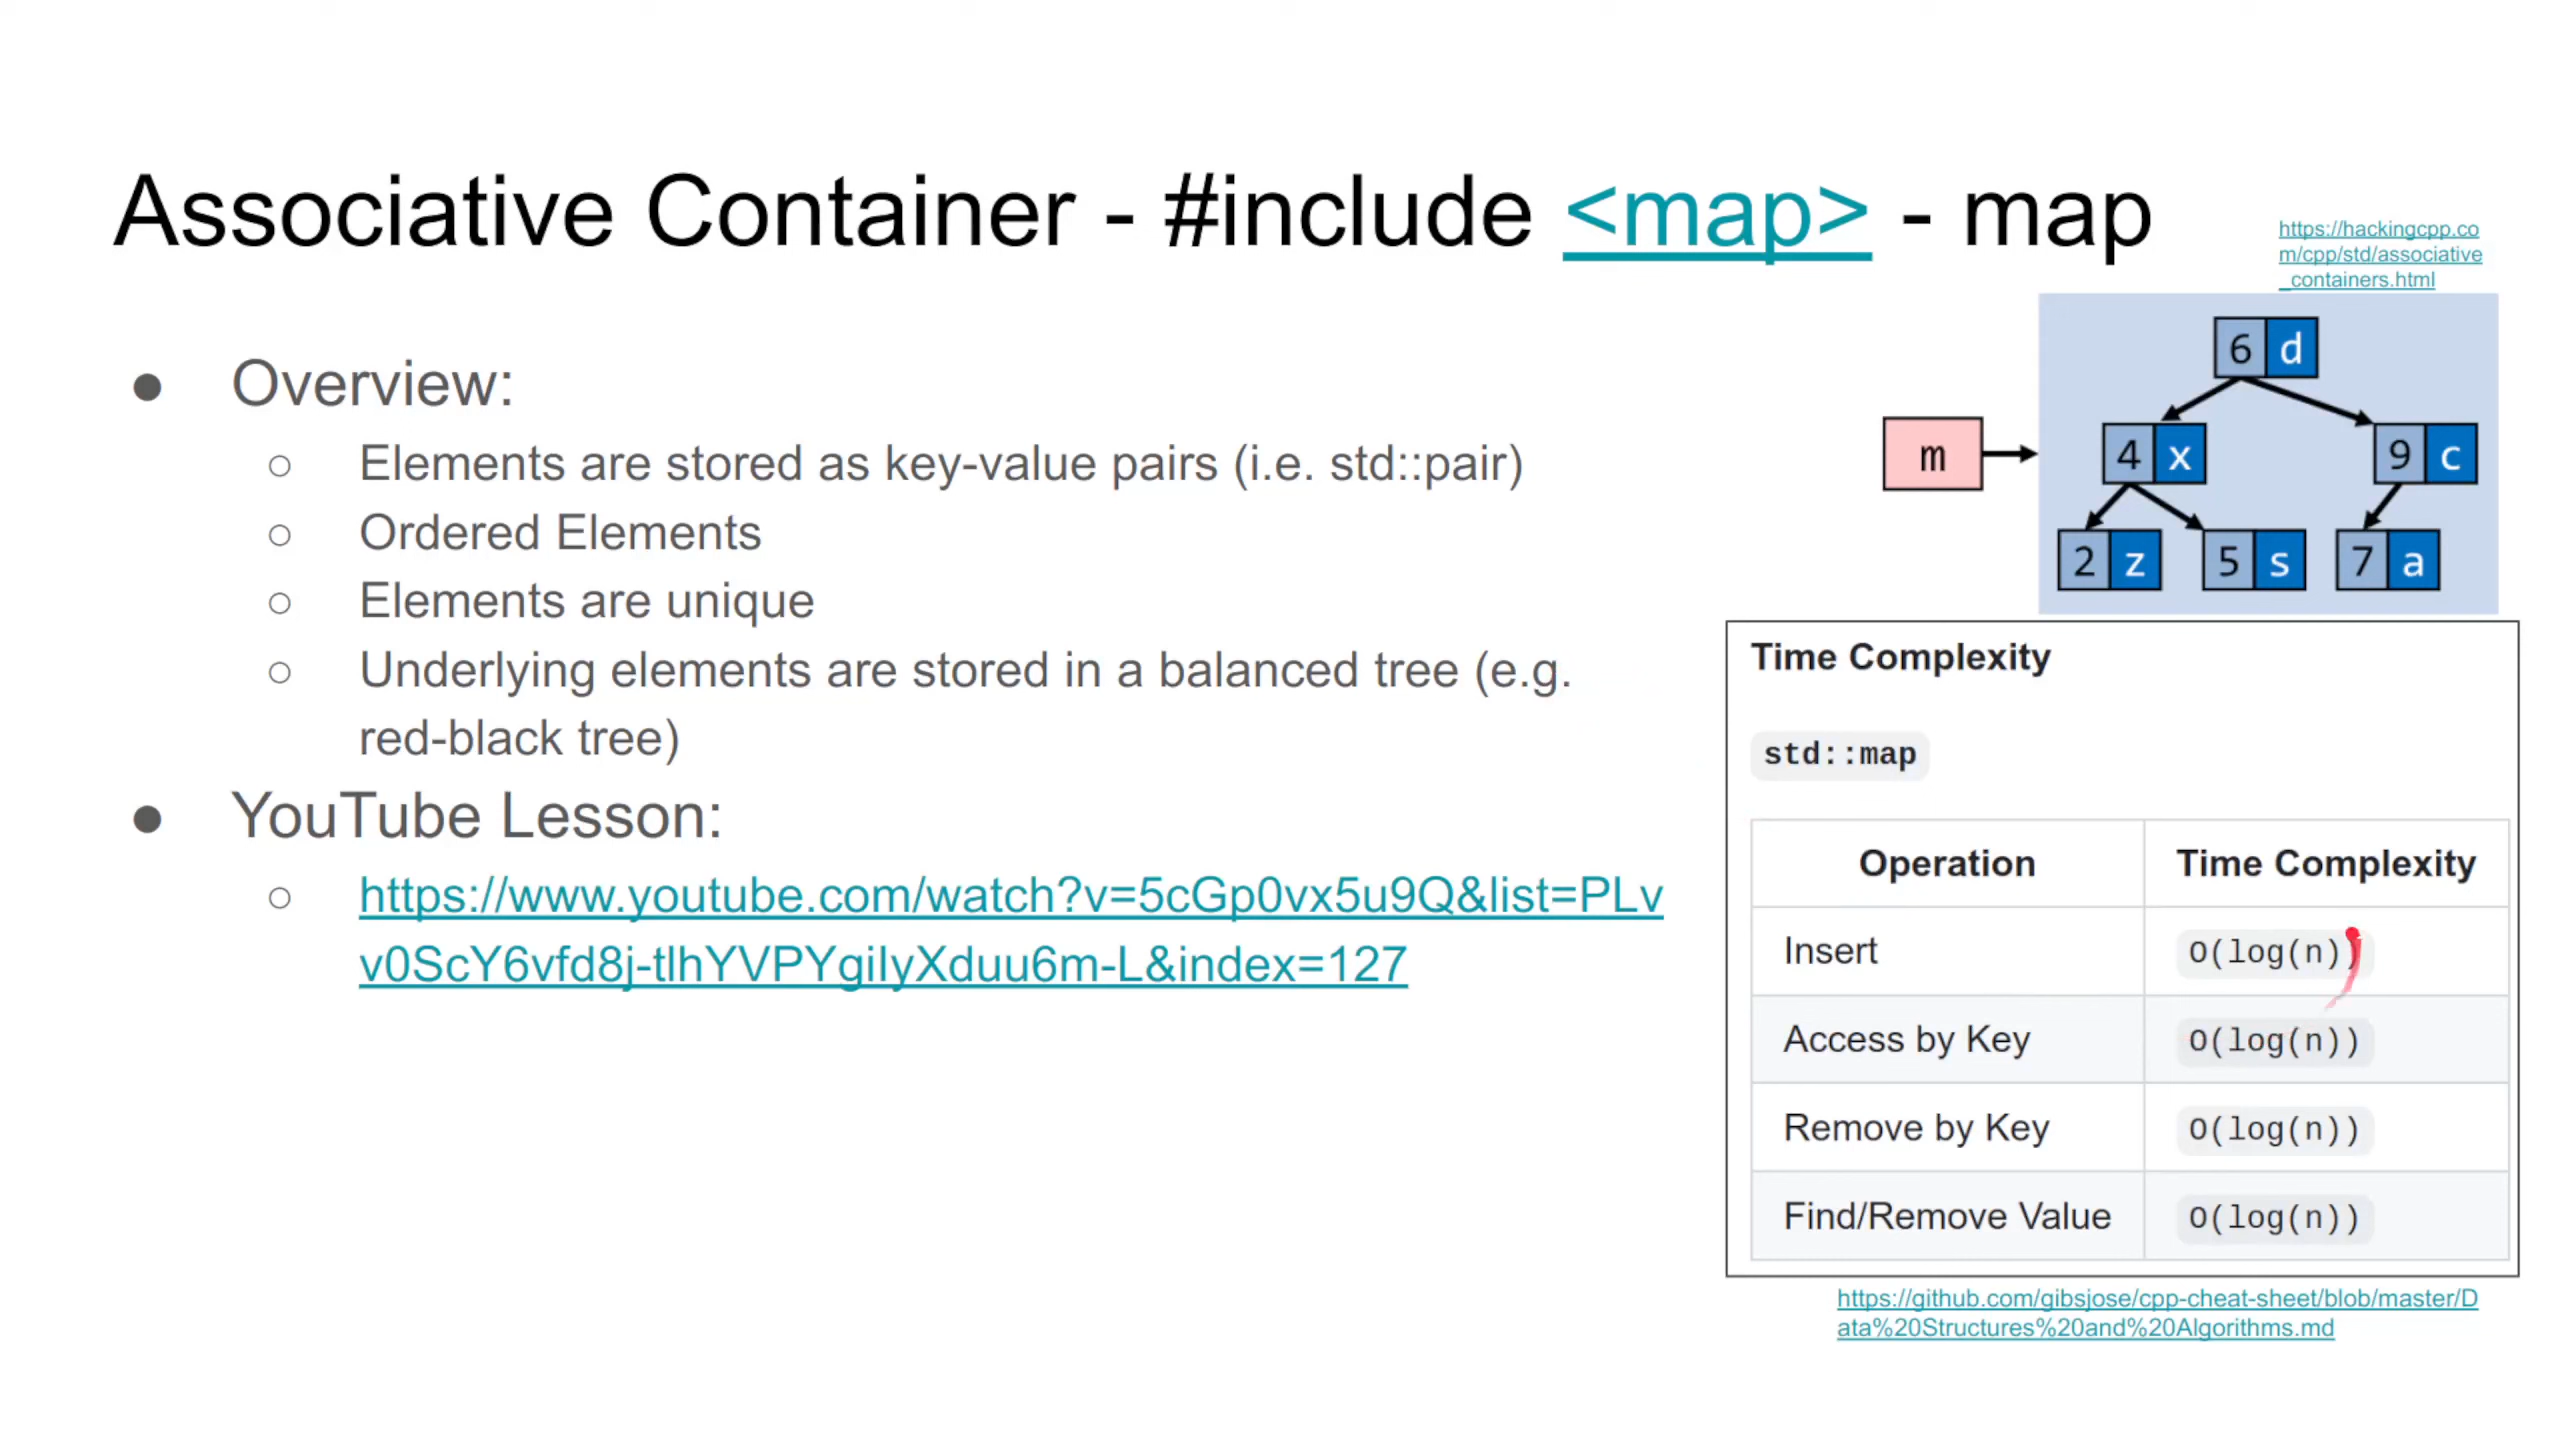 Associative Container - #include <map> - map
https://hackingcpp.co
m/cpp/std/associative
_containers.html
● Overview:
○ Elements are stored as key-value pairs (i.e. std::pair)
○ Ordered Elements
○ Elements are unique
○ Underlying elements are stored in a balanced tree (e.g.
red-black tree)
● YouTube Lesson:
○ https://www.youtube.com/watch?v=5cGp0vx5u9Q&list=PLv
v0ScY6vfd8j-tlhYVPYgiIyXduu6m-L&index=127
6 d
m
4 x
9 c
2 z
5 s
7 a
Time Complexity
std::map
Operation Time Complexity
Insert O(log(n))
Access by Key O(log(n))
Remove by Key O(log(n))
Find/Remove Value O(log(n))
https://github.com/gibsjose/cpp-cheat-sheet/blob/master/D
ata%20Structures%20and%20Algorithms.md